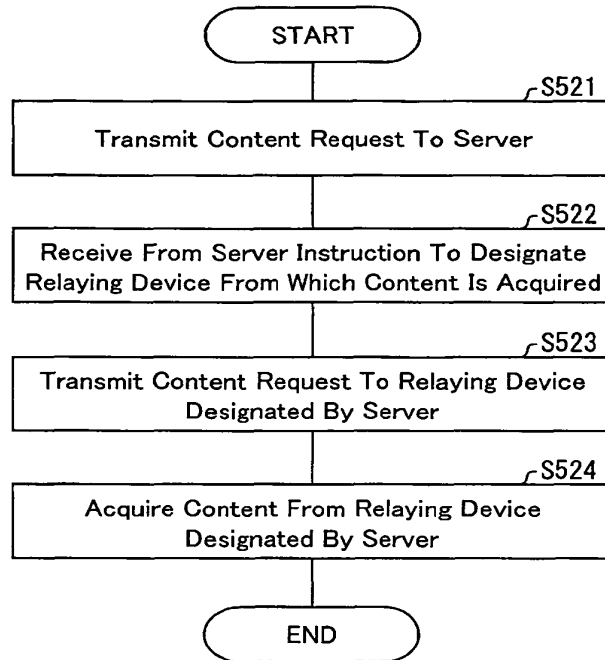 START
S521
Transmit Content Request To Server
S522
Receive From Server Instruction To Designate
Relaying Device From Which Content Is Acquired
S523
Transmit Content Request To Relaying Device
Designated By Server
S524
Acquire Content From Relaying Device
Designated By Server
END